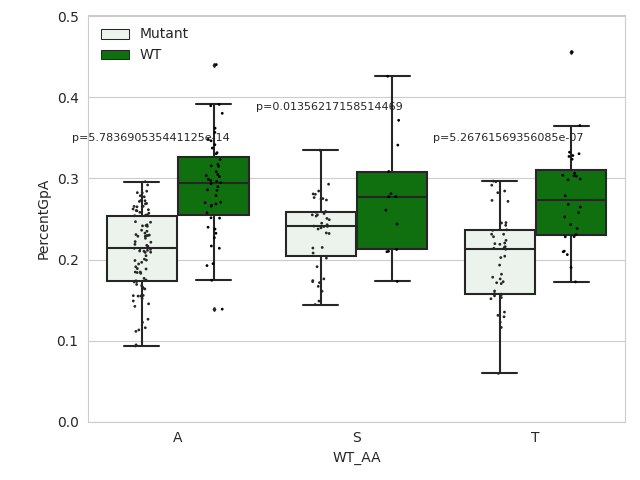 0.5
Mutant
WT
0.4
p=0.01356217158514469
p=5.783690535441125e-14
p=5.26761569356085e-07
0.3
PercentGpA
0.2
0.1
0.0
A
S
T
WT_AA